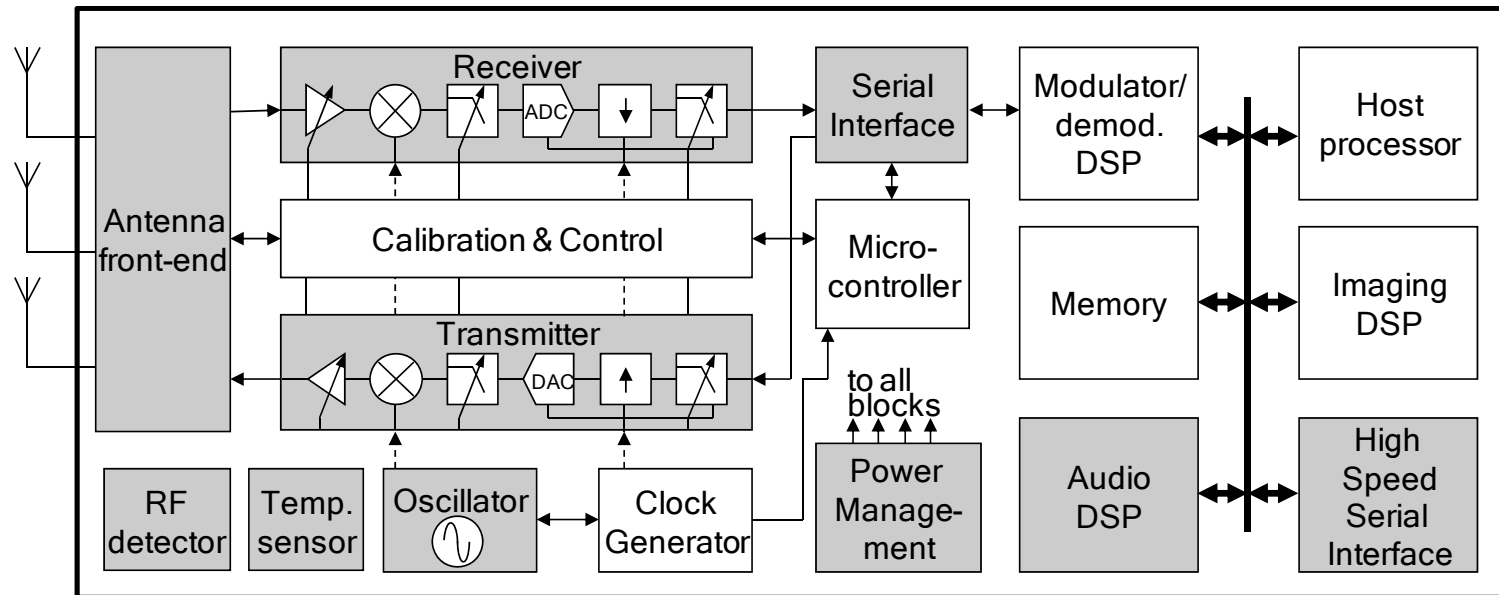 Receiver
ADC
Serial
Interface
Modulator/
demod.
DSP
Host
processor
Antenna
front-end
Calibration & Control
Micro-
controller
Memory
Imaging
DSP
Transmitter
DAC
to all
blocks
RF
detector
Temp.
sensor
Oscillator
Clock
Generator
Power
Manage-
ment
Audio
DSP
High
Speed
Serial
Interface